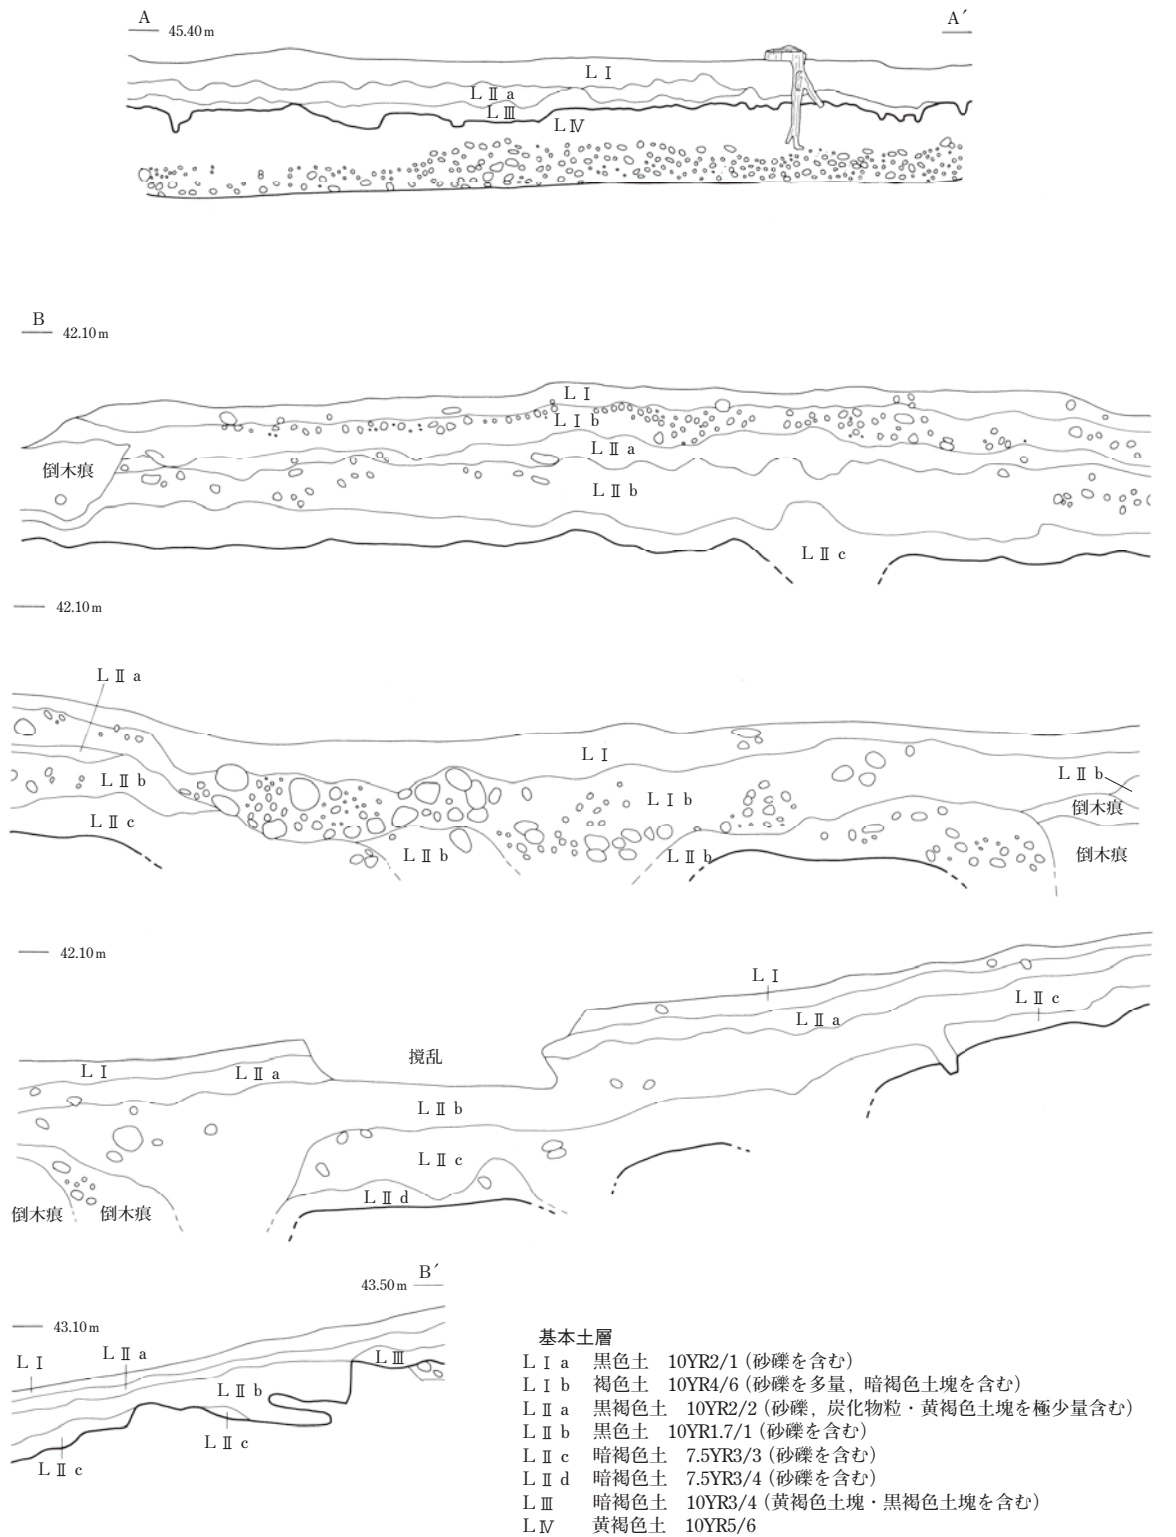 A
45.40m
A′
LⅠ
LⅡa
LⅢ
LⅣ
B
42.10m
LⅠ
LⅠb
LⅡa
倒木痕
LⅡb
LⅡc
42.10m
LⅡa
LⅠ
LⅡb
LⅡb
LⅠb
倒木痕
LⅡc
LⅡb
LⅡb
倒木痕
42.10m
LⅠ
LⅡc
LⅡa
撹乱
LⅠ
LⅡa
LⅡb
LⅡc
LⅡd
倒木痕
倒木痕
B′
43.50m
43.10m
LⅠ
LⅡa
LⅢ
LⅡb
LⅡc
LⅡc
基本土層
LⅠa 黒色土 10YR2/1(砂礫を含む)
LⅠb 褐色土 10YR4/6(砂礫を多量,暗褐色土塊を含む)
LⅡa 黒褐色土 10YR2/2(砂礫,炭化物粒・黄褐色土塊を極少量含む)
LⅡb 黒色土 10YR1.7/1(砂礫を含む)
LⅡc 暗褐色土 7.5YR3/3(砂礫を含む)
LⅡd 暗褐色土 7.5YR3/4(砂礫を含む)
LⅢ 暗褐色土 10YR3/4(黄褐色土塊・黒褐色土塊を含む)
LⅣ 黄褐色土 10YR5/6